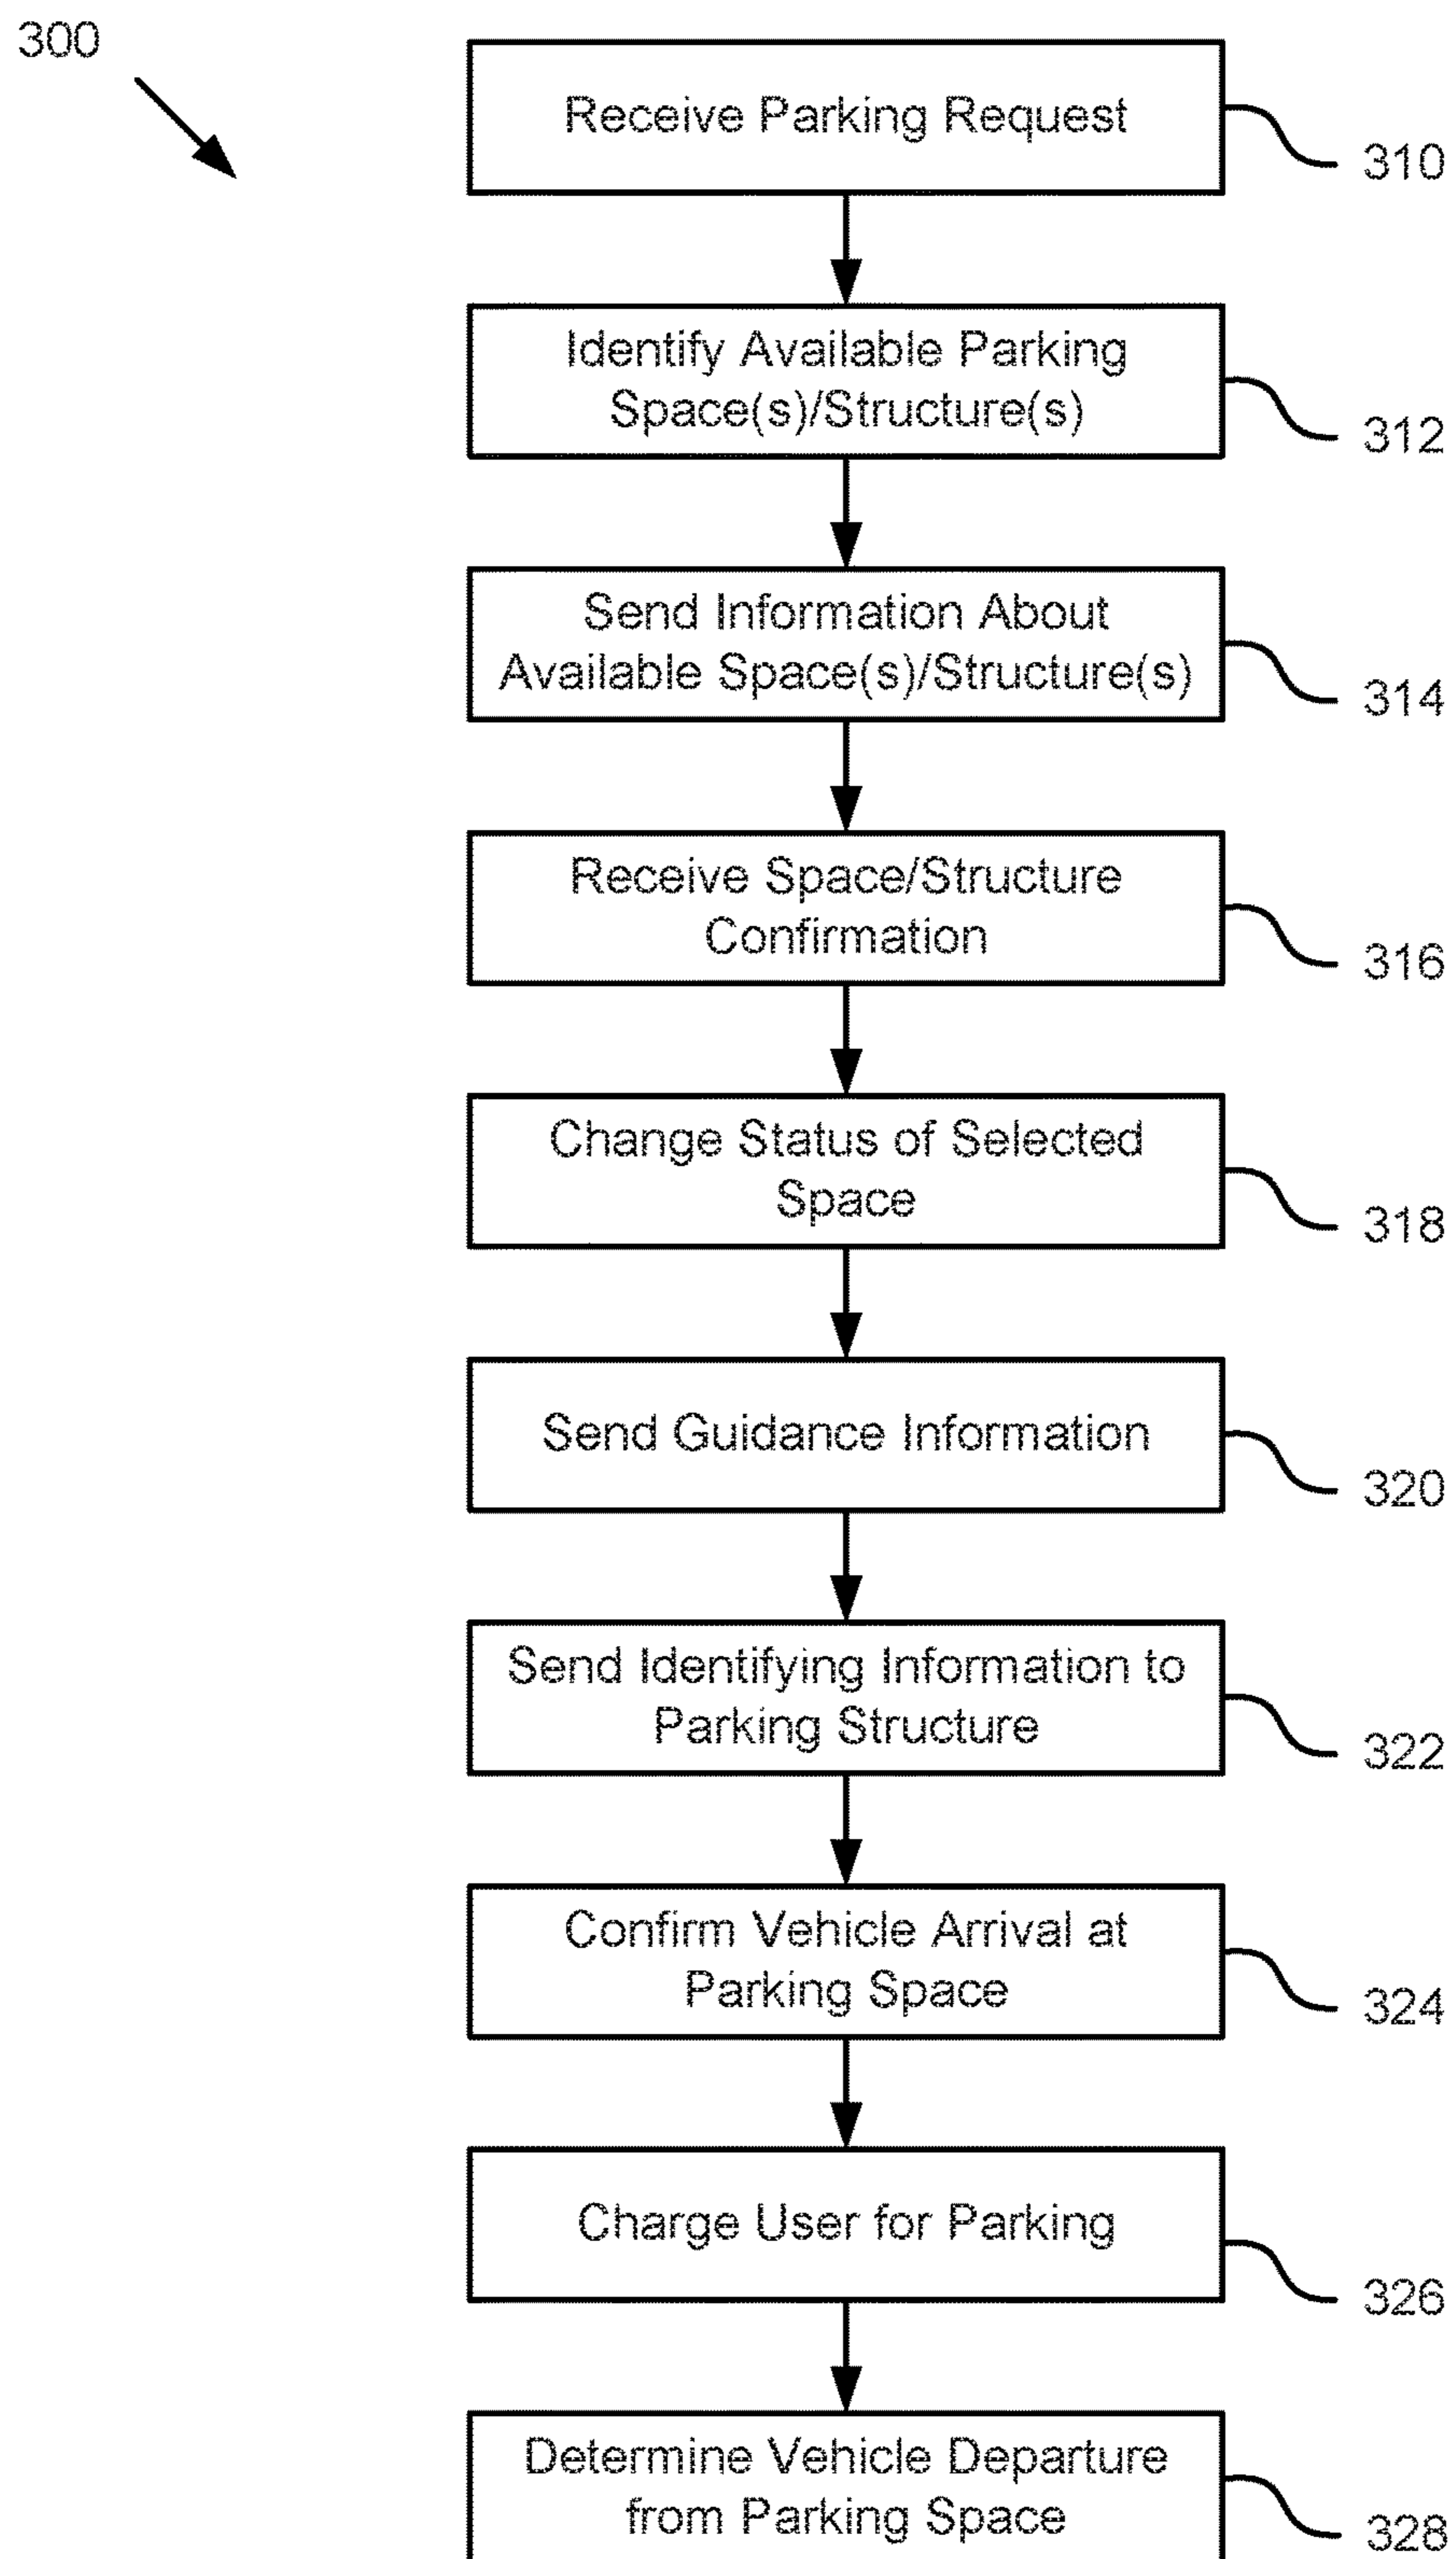 300
Receive Parking Request
310
Identify Available Parking
Space(s)/Structure(s)
312
Send Information About
Available Space(s)/Structure(s)
314
Receive Space/Structure
Confirmation
316
Change Status of Selected
Space
318
Send Guidance Information
320
Send Identifying Information to
Parking Structure
322
Confirm Vehicle Arrival at
Parking Space
324
Charge User for Parking
326
Determine Vehicle Departure
from Parking Space
328